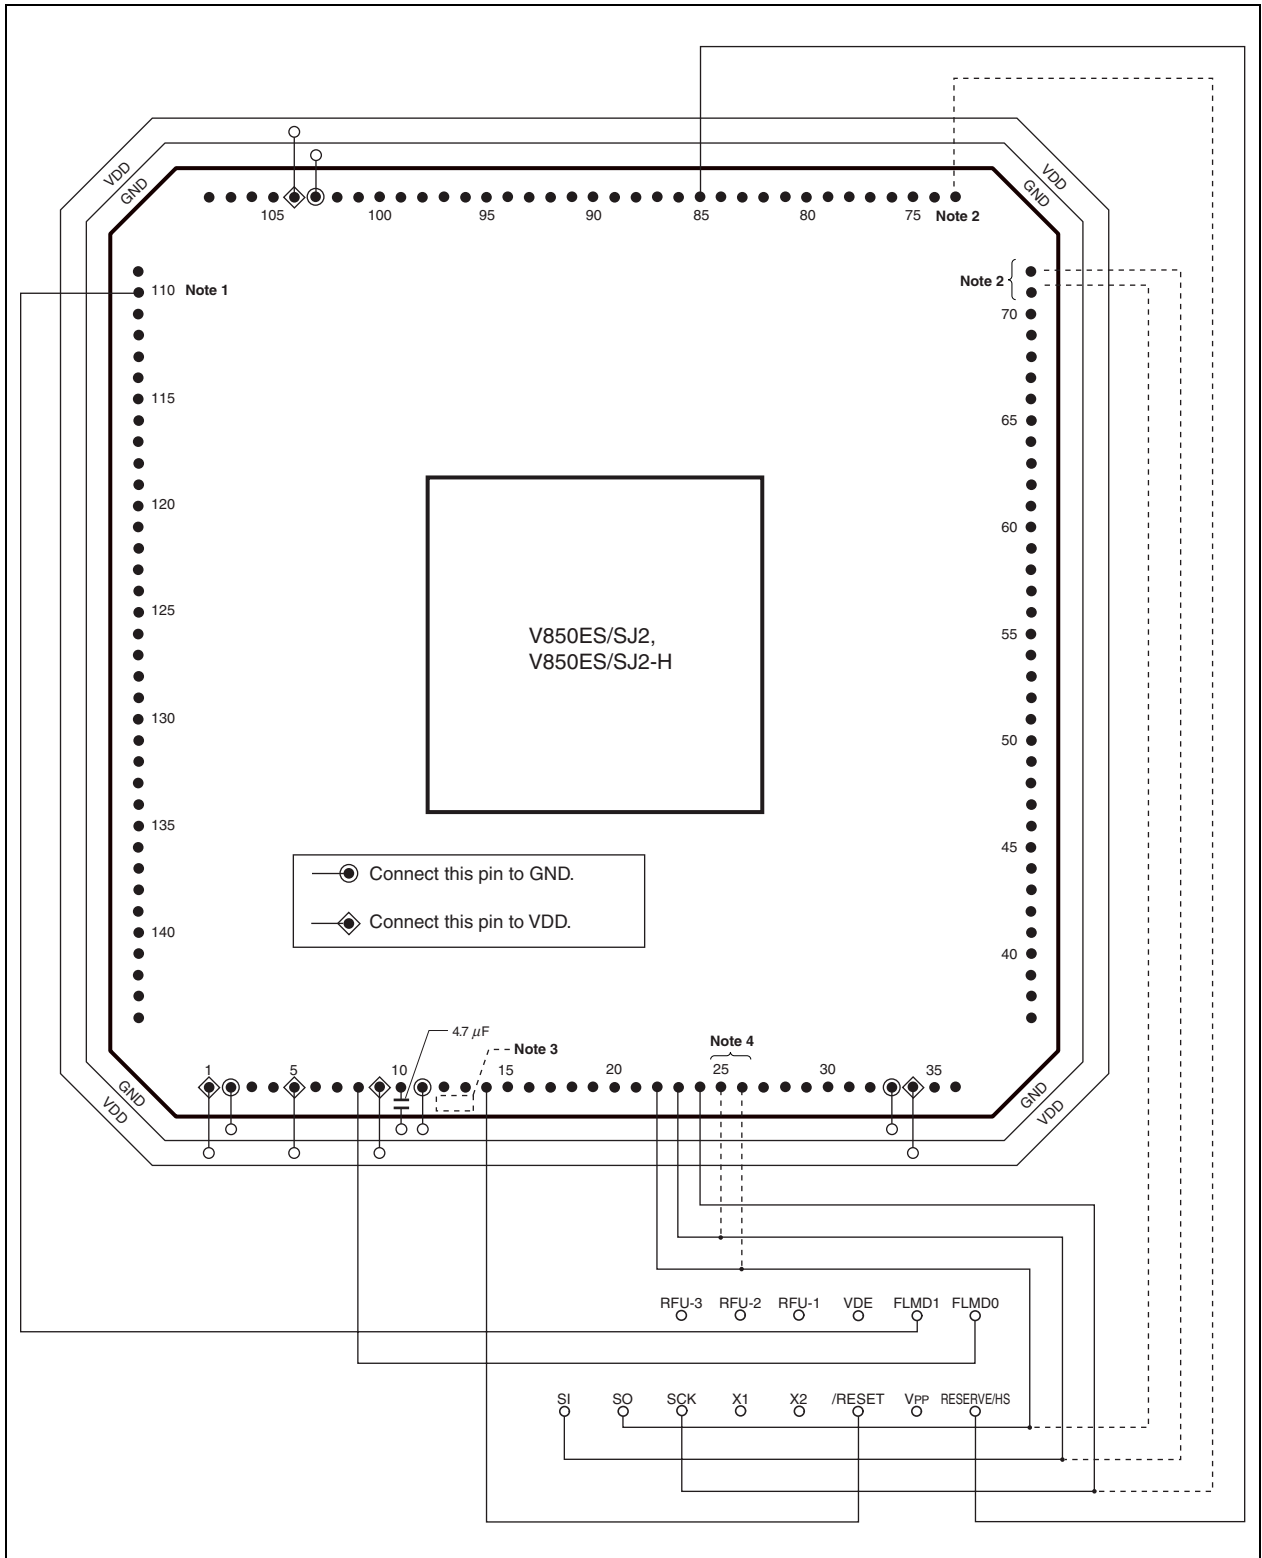 VDD
GND
VDD
GND
105 100 95 90 85 80 75 Note 2
110 Note 1
Note 2
70
115
65
120
60
125
55
V850ES/SJ2,
V850ES/SJ2-H
130
50
135
45
Connect this pin to GND.
Connect this pin to VDD.
140
40
4.7 μF
Note 3
Note 4
1 5 10 15 20 25 30 35
GND
VDD
GND
VDD
RFU-3 RFU-2 RFU-1 VDE FLMD1 FLMD0
SI SO SCK X1 X2 /RESET VPP RESERVE/HS